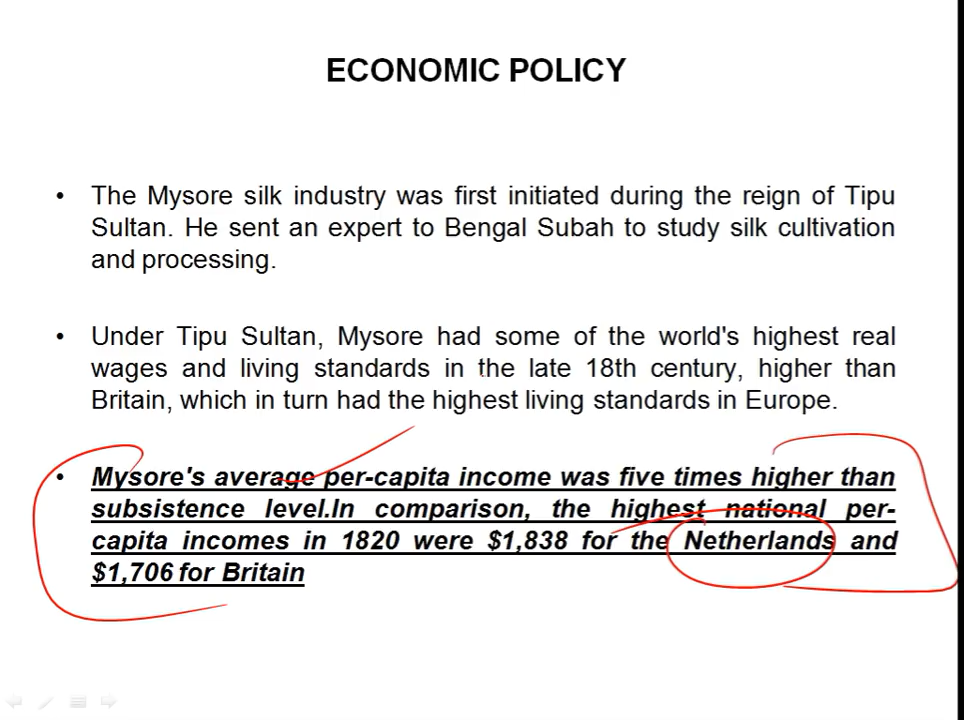 ECONOMIC POLICY
• The Mysore silk industry was first initiated during the reign of Tipu
Sultan. He sent an expert to Bengal Subah to study silk cultivation
and processing.
• Under Tipu Sultan, Mysore had some of the world's highest real
wages and living standards in the late 18th century, higher than
Britain, which in turn had the highest living standards in Europe.
• Mysore's average per-capita income was five times higher than
subsistence level.In comparison, the highest national per-
capita incomes in 1820 were $1,838 for the Netherlands and
$1,706 for Britain